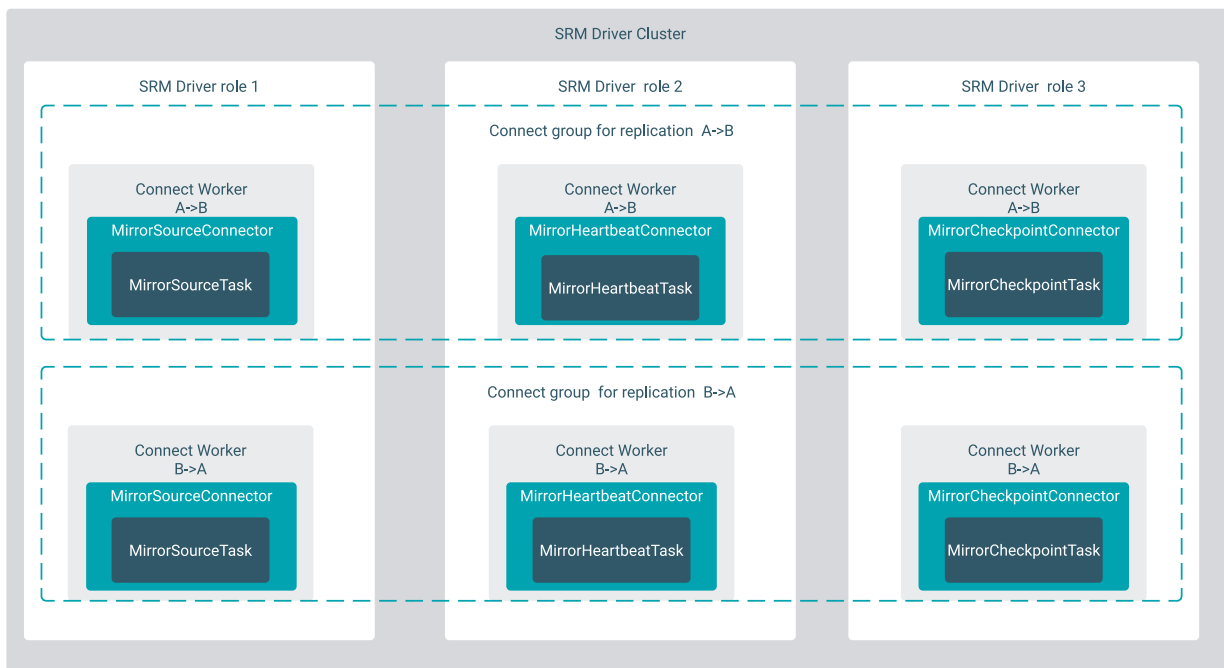 SRM Driver Cluster
SRM Driver role 1
SRM Driver role 2
SRM Driver role 3
Connect group for replication A->B
Connect Worker
A->B
MirrorSourceConnector
MirrorSourceTask
Connect Worker
A->B
MirrorHeartbeatConnector
MirrorHeartbeatTask
Connect Worker
A->B
MirrorCheckpointConnector
MirrorCheckpointTask
Connect group for replication B->A
Connect Worker
B->A
MirrorSourceConnector
MirrorSourceTask
Connect Worker
B->A
MirrorHeartbeatConnector
MirrorHeartbeatTask
Connect Worker
B->A
MirrorCheckpointConnector
MirrorCheckpointTask